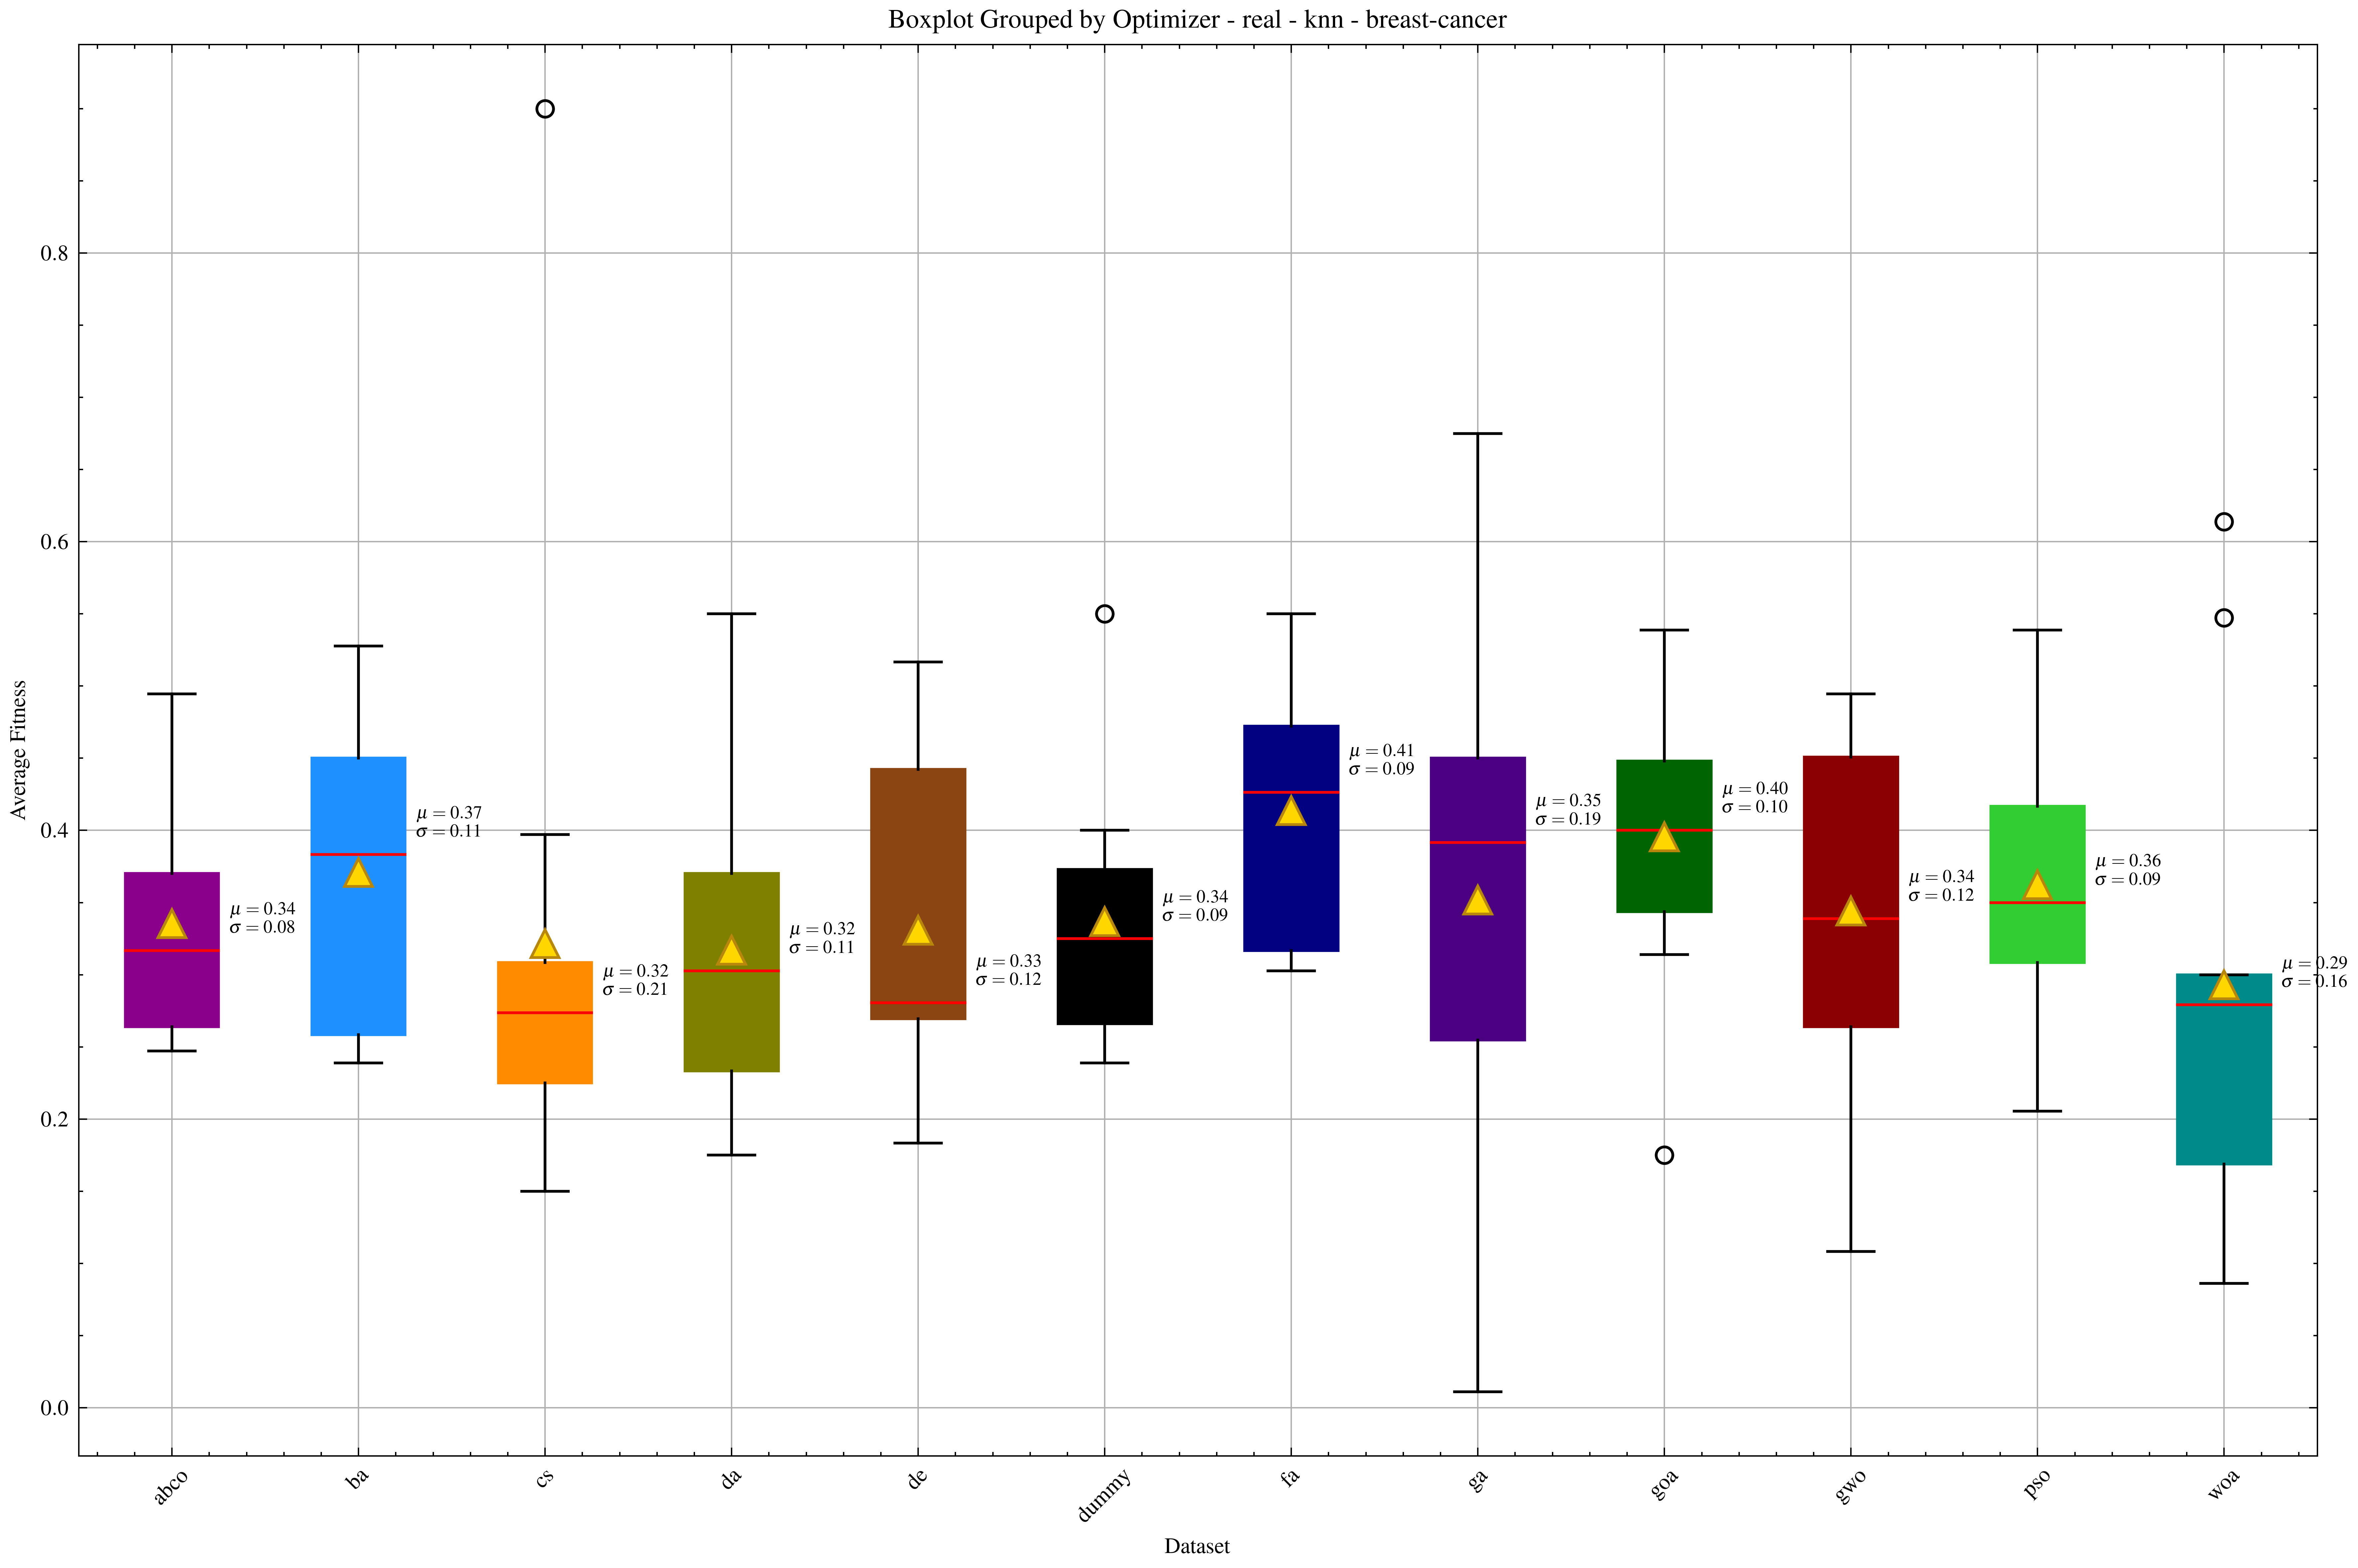 Boxplot Grouped by Optimizer - real - knn - breast-cancer
Average Fitness
0.8
0.6
0.4
0.2
0.0
μ = 0.34
σ = 0.08
μ = 0.37
σ = 0.11
μ = 0.32
σ = 0.21
μ = 0.32
σ = 0.11
μ = 0.33
σ = 0.12
μ = 0.34
σ = 0.09
μ = 0.41
σ = 0.09
μ = 0.35
σ = 0.19
μ = 0.40
σ = 0.10
μ = 0.34
σ = 0.12
μ = 0.36
σ = 0.09
μ = 0.29
σ = 0.16
abco
ba
cs
da
de
dummy
fa
ga
goa
gwo
pso
woa
Dataset